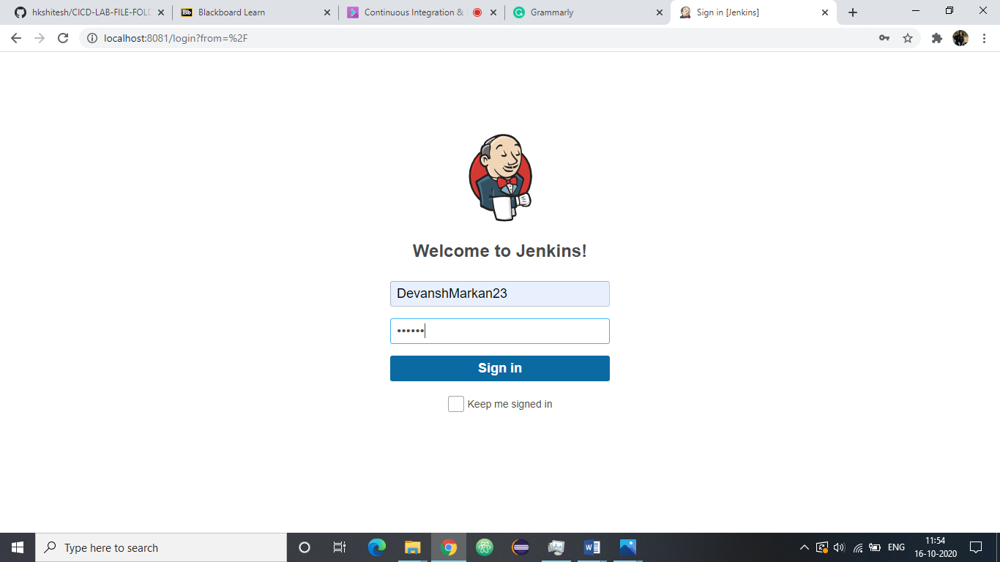 hkshitesh/CICD-LAB-FILE-FOLD
Blackboard Learn
Continuous Integration &
Grammarly
Sign in [Jenkins]
localhost:8081/login?from=%2F
Welcome to Jenkins!
DevanshMarkan23
••••••
Sign in
Keep me signed in
Type here to search
ENG
11:54
16-10-2020